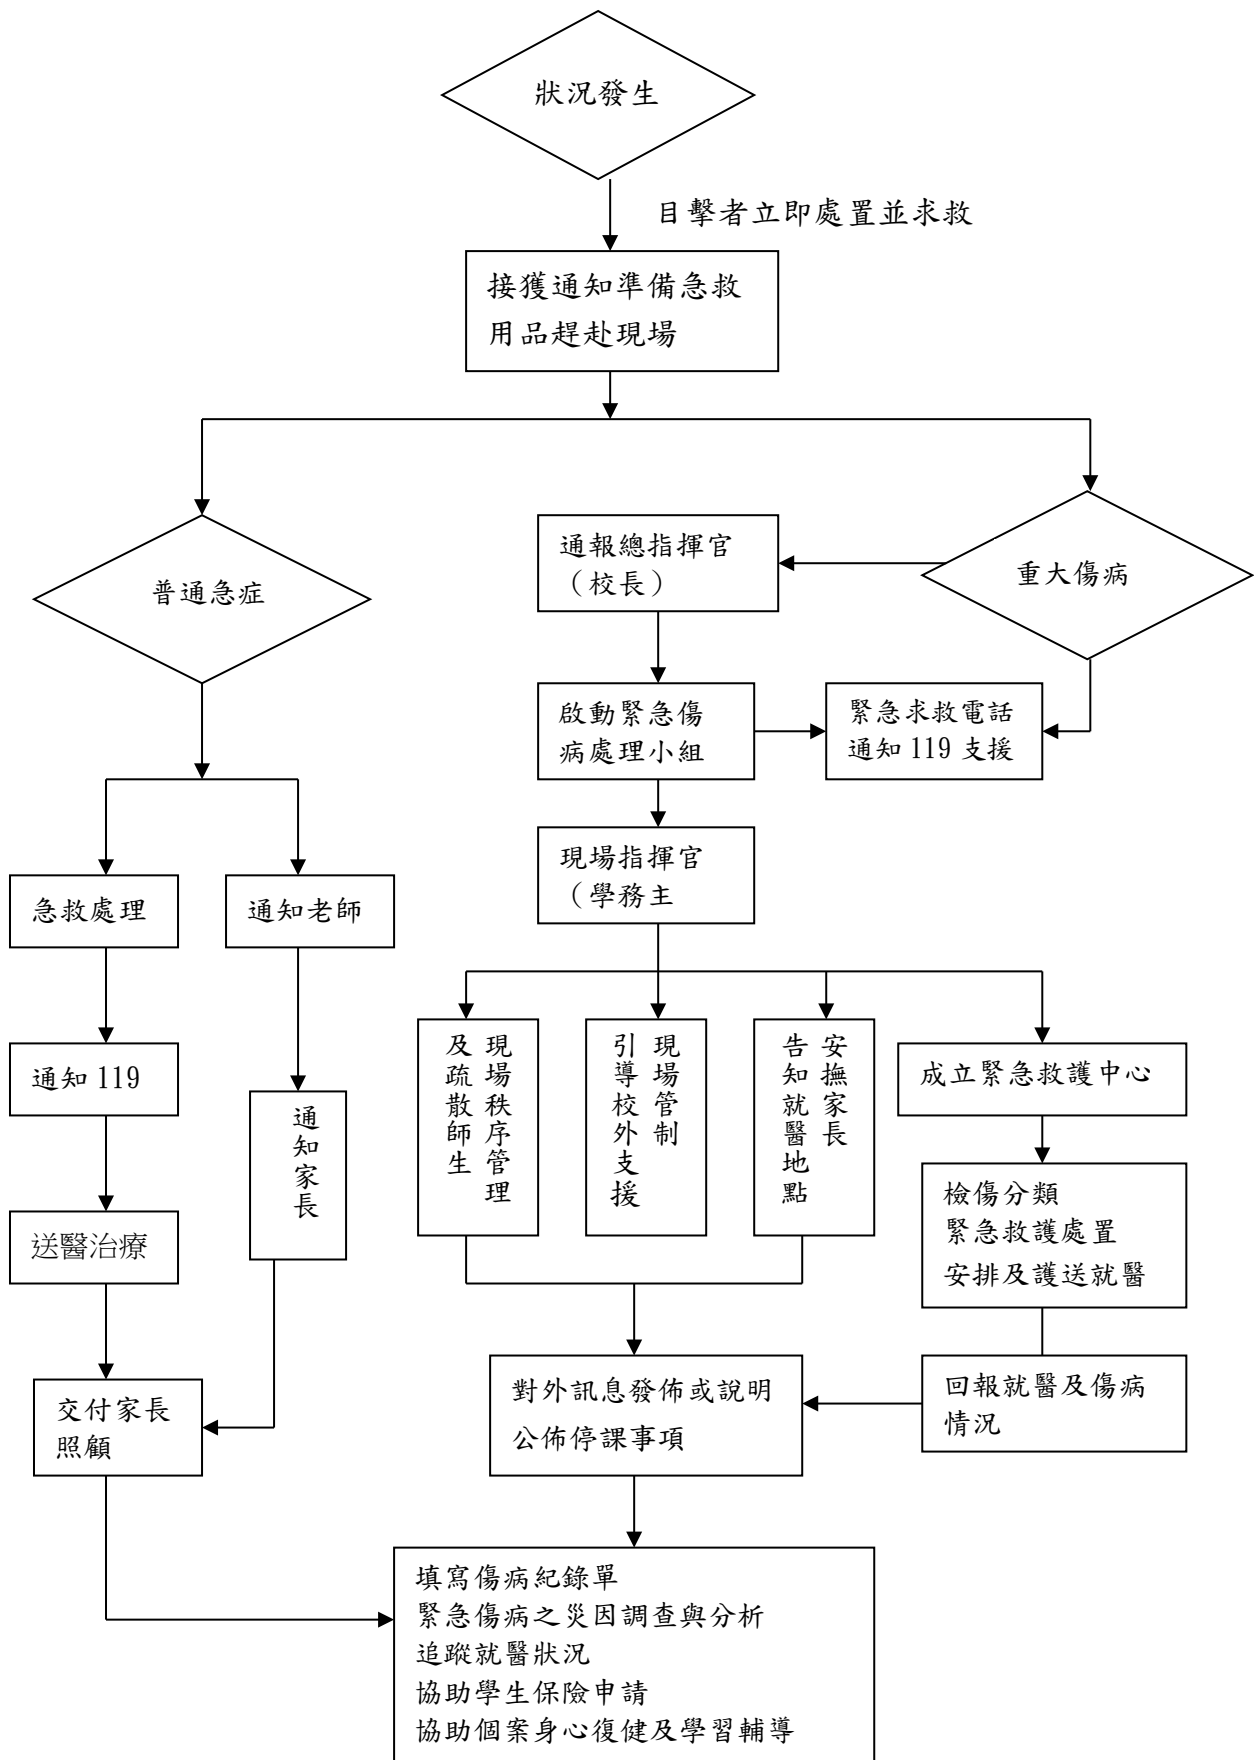 狀況發生
目擊者立即處置並求救
接獲通知準備急救
用品趕赴現場
普通急症
通報總指揮官
（校長）
重大傷病
啟動緊急傷
病處理小組
緊急求救電話
通知 119 支援
現場指揮官
（學務主
急救處理
通知老師
通知 119
通知家長
送醫治療
交付家長
照顧
現場秩序管理
及疏散師生
現場管制
引導校外支援
安撫家長
告知就醫地點
成立緊急救護中心
檢傷分類
緊急救護處置
安排及護送就醫
對外訊息發佈或說明
公佈停課事項
回報就醫及傷病
情況
填寫傷病紀錄單
緊急傷病之災因調查與分析
追蹤就醫狀況
協助學生保險申請
協助個案身心復健及學習輔導